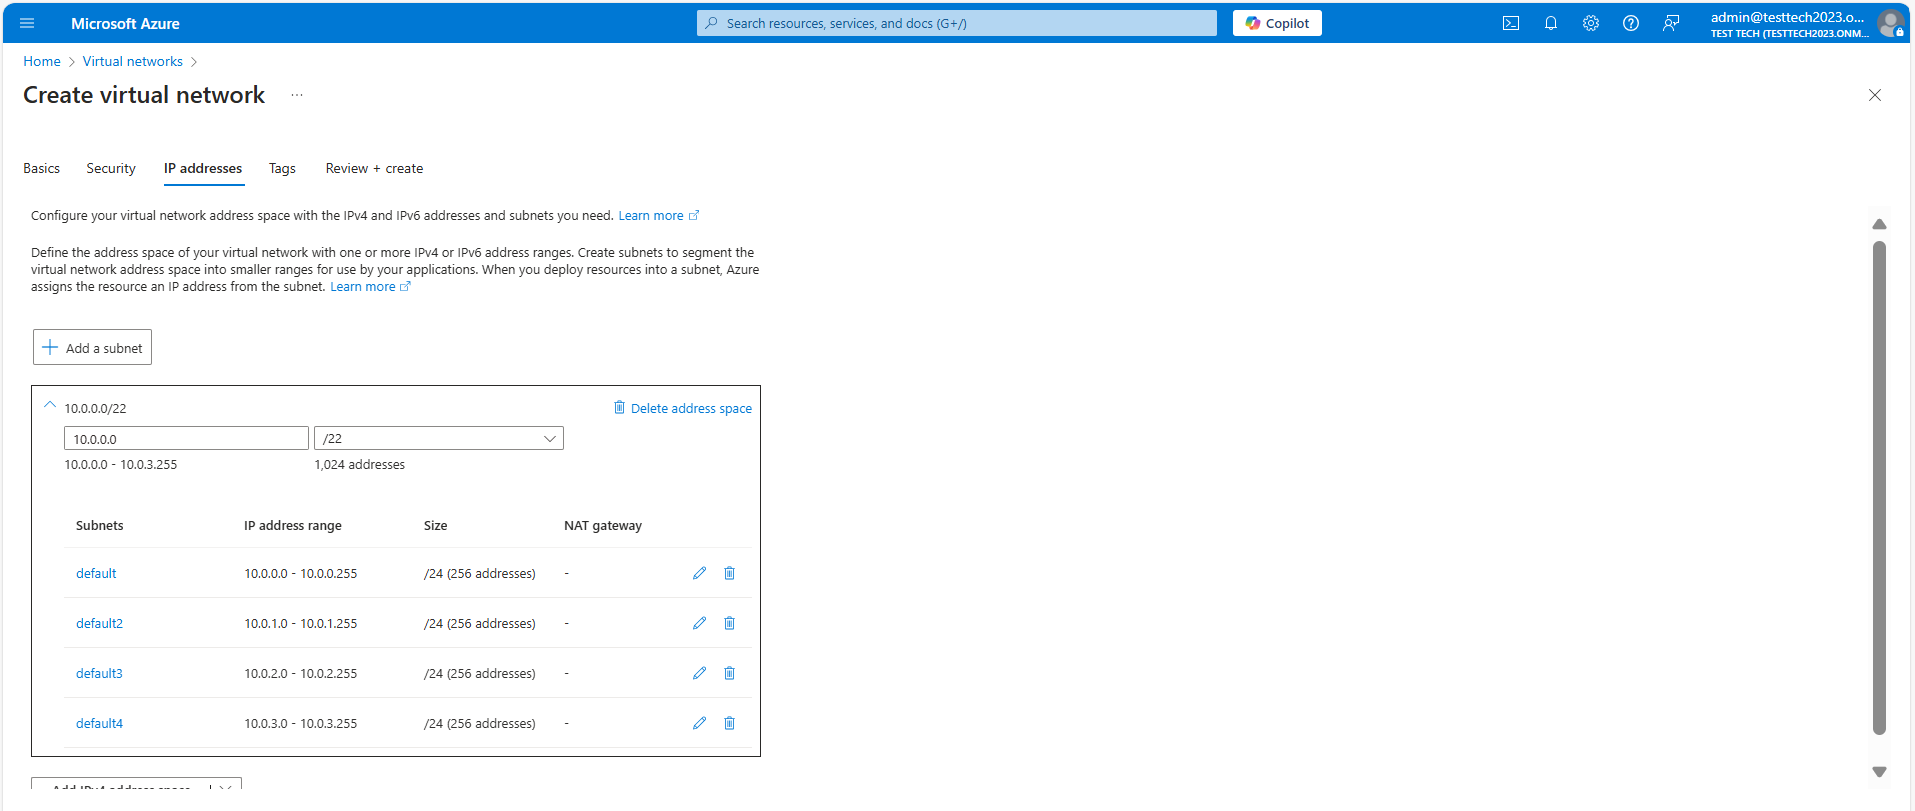 Microsoft Azure
Search resources, services, and docs (G+/)
Copilot
admin@testtech2023.o...
TEST TECH (TESTTECH2023.ONM...
Home > Virtual networks >
Create virtual network ...
Basics Security IP addresses Tags Review + create
Configure your virtual network address space with the IPv4 and IPv6 addresses and subnets you need. Learn more
Define the address space of your virtual network with one or more IPv4 or IPv6 address ranges. Create subnets to segment the
virtual network address space into smaller ranges for use by your applications. When you deploy resources into a subnet, Azure
assigns the resource an IP address from the subnet. Learn more
Add a subnet
10.0.0.0/22 Delete address space
10.0.0.0 /22
10.0.0.0 - 10.0.3.255 1,024 addresses
Subnets IP address range Size NAT gateway
default 10.0.0.0 - 10.0.0.255 /24 (256 addresses) -
default2 10.0.1.0 - 10.0.1.255 /24 (256 addresses) -
default3 10.0.2.0 - 10.0.2.255 /24 (256 addresses) -
default4 10.0.3.0 - 10.0.3.255 /24 (256 addresses) -
Add IPv4 address space